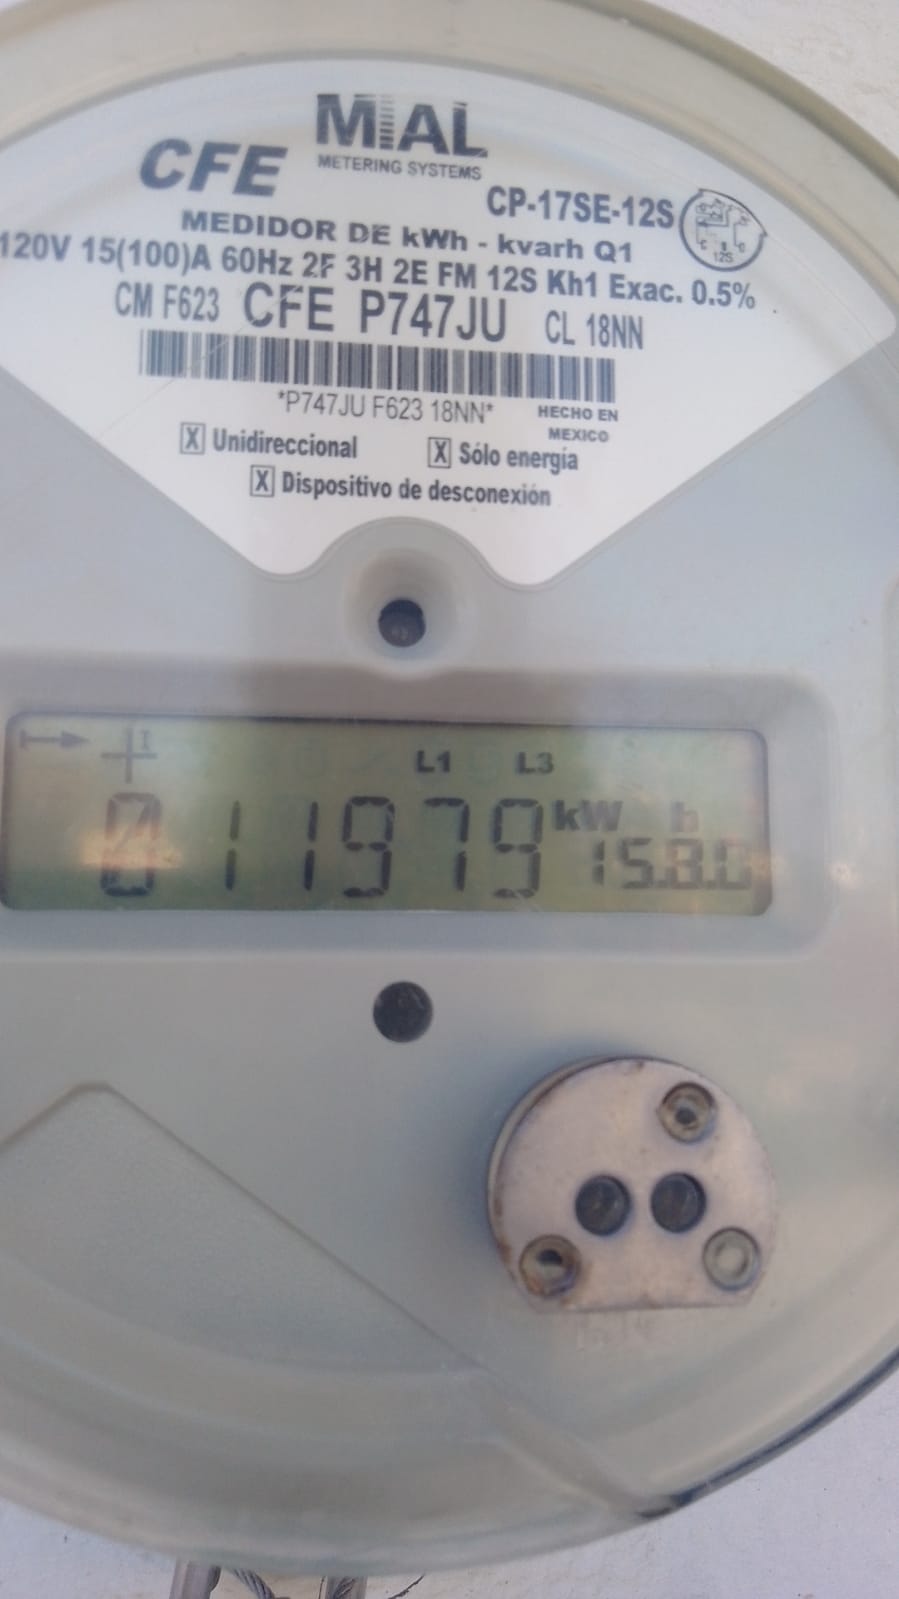 MIAL
METERING SYSTEMS
CFE
CP-17SE-12S
12S
MEDIDOR DE kWh - kvarh Q1
120V 15(100)A 60Hz 2F 3H 2E FM 12S Kh1 Exac. 0.5%
CM F623 CFE P747JU CL 18NN
*P747JU F623 18NN*
HECHO EN
MEXICO
X Unidireccional X Sólo energía
X Dispositivo de desconexión
I L1 L3
011979 kW h 15.8.0